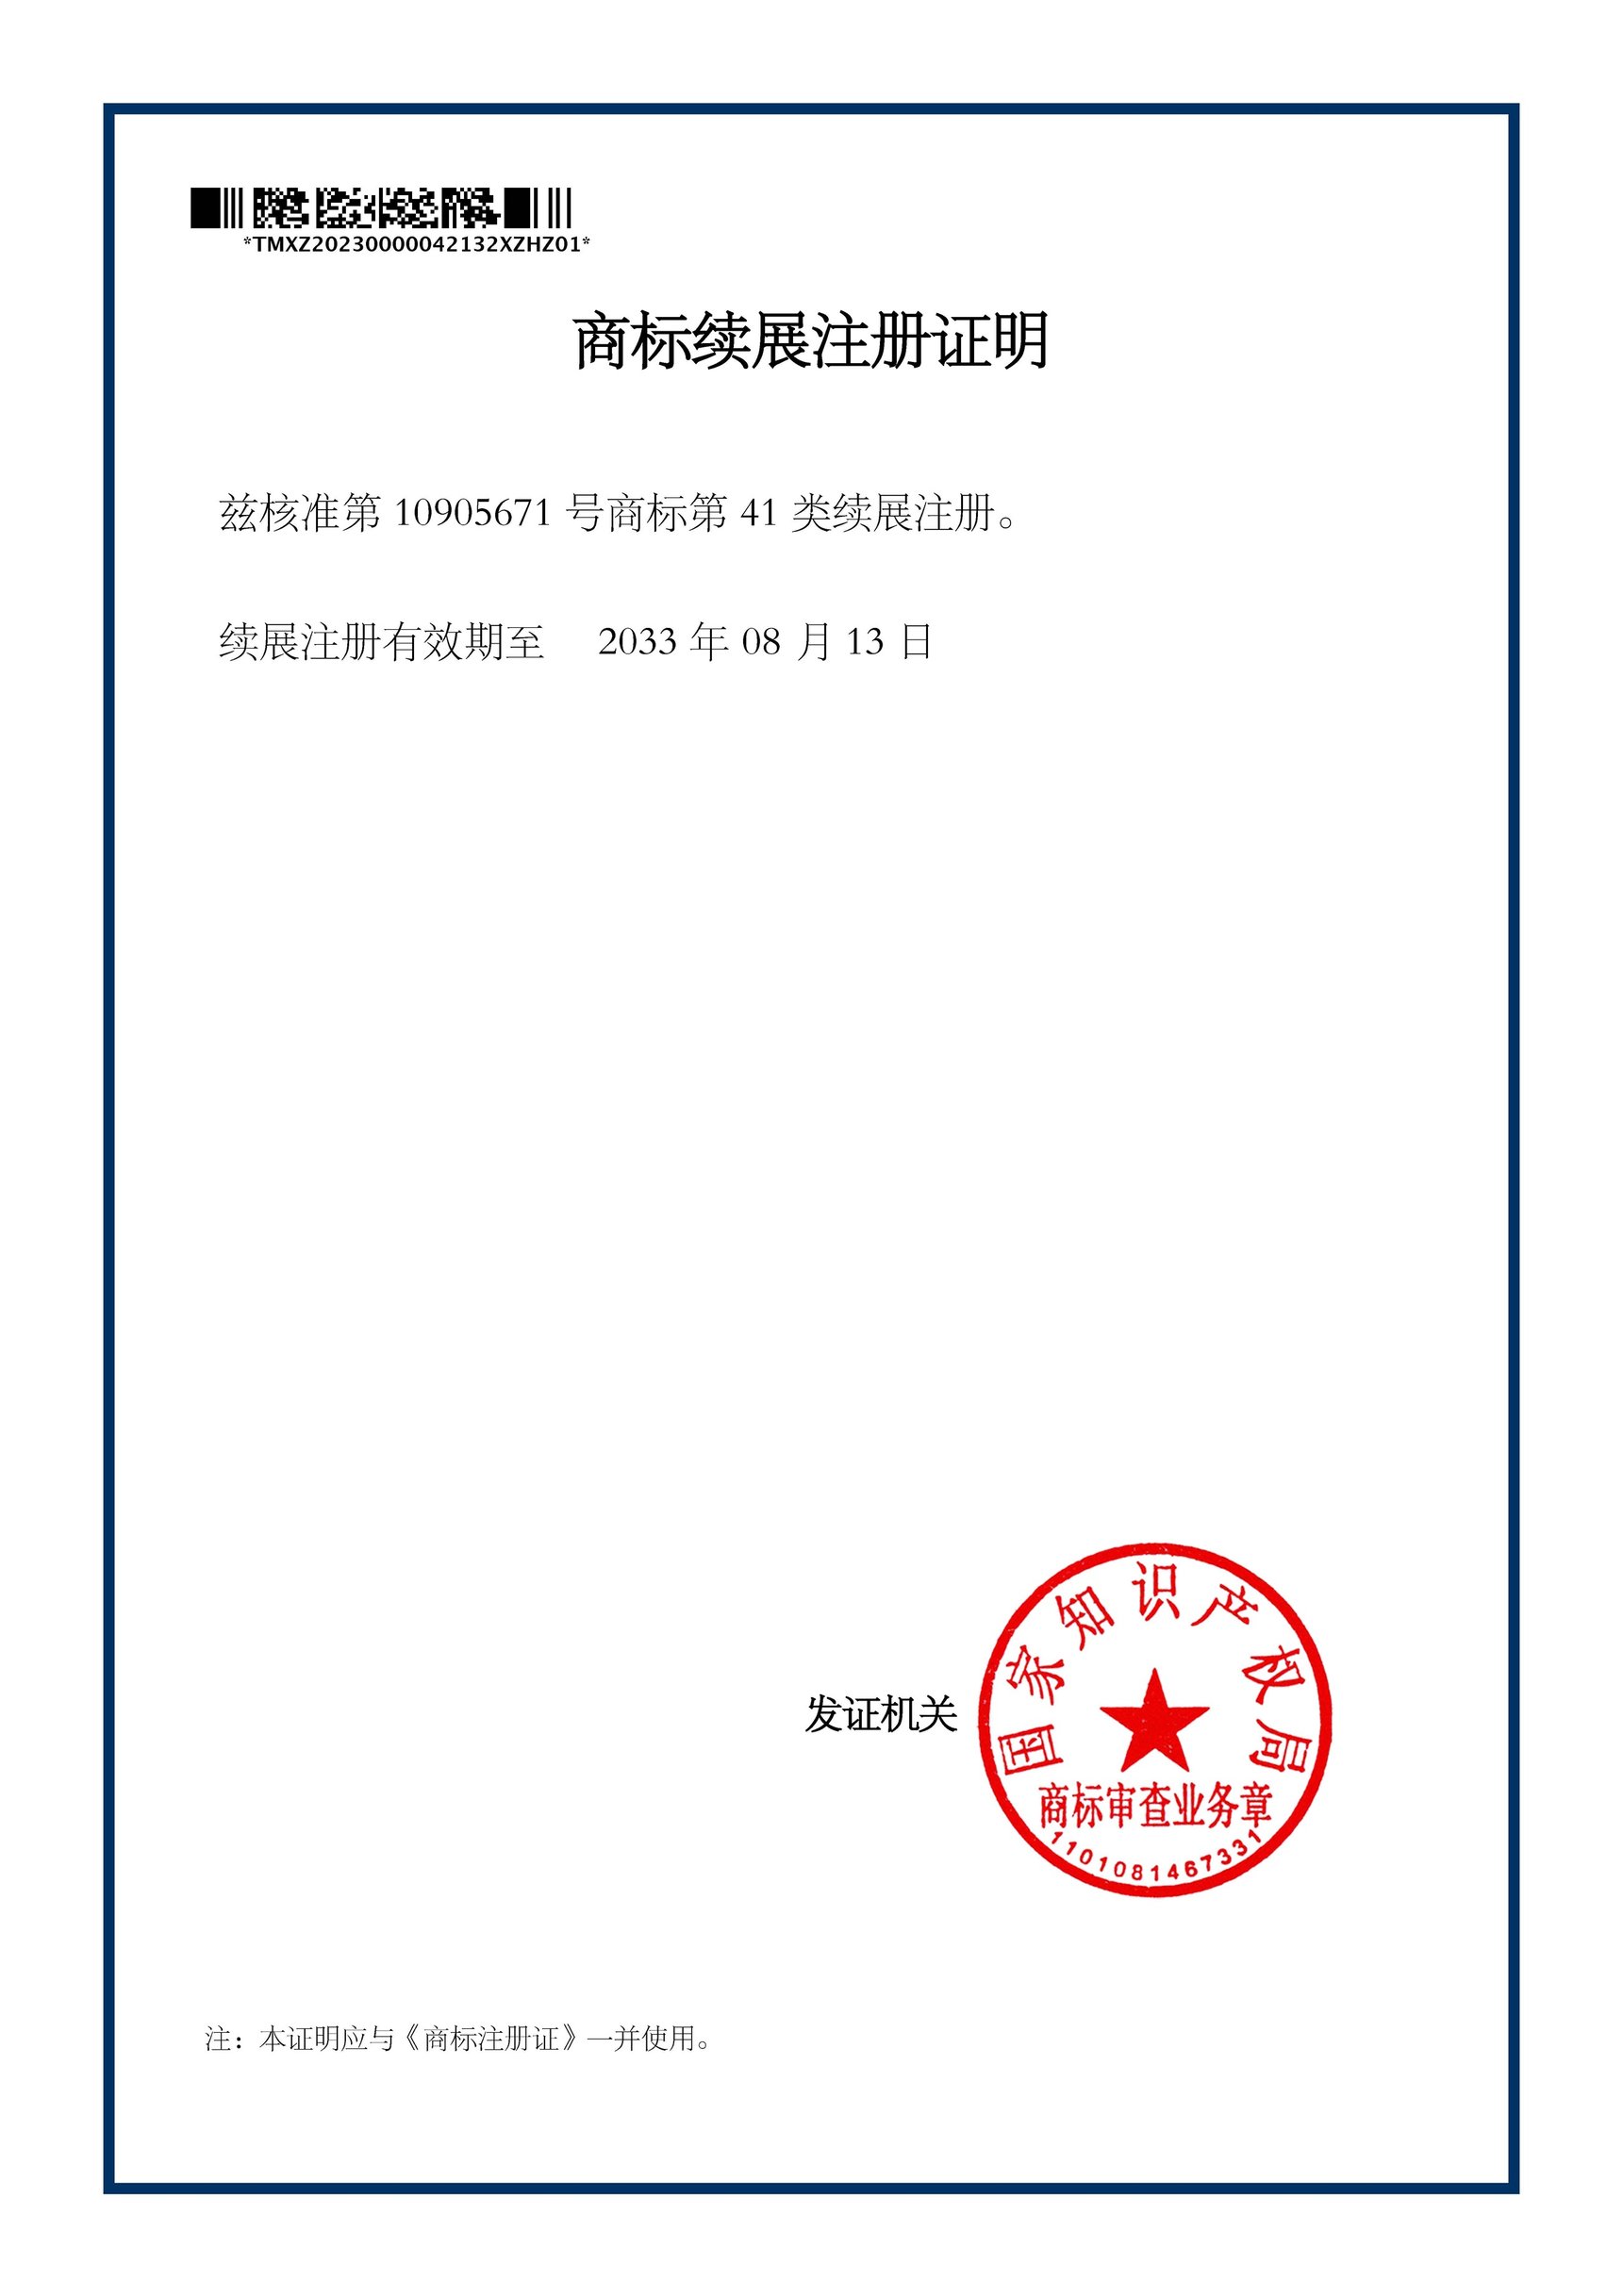 *TMXZ20230000042132XZHZ01*
商标续展注册证明
兹核准第 10905671 号商标第 41 类续展注册。
续展注册有效期至 2033 年 08 月 13 日
国家知识产权局
发证机关
商标审查业务章
1101081467331
注：本证明应与《商标注册证》一并使用。